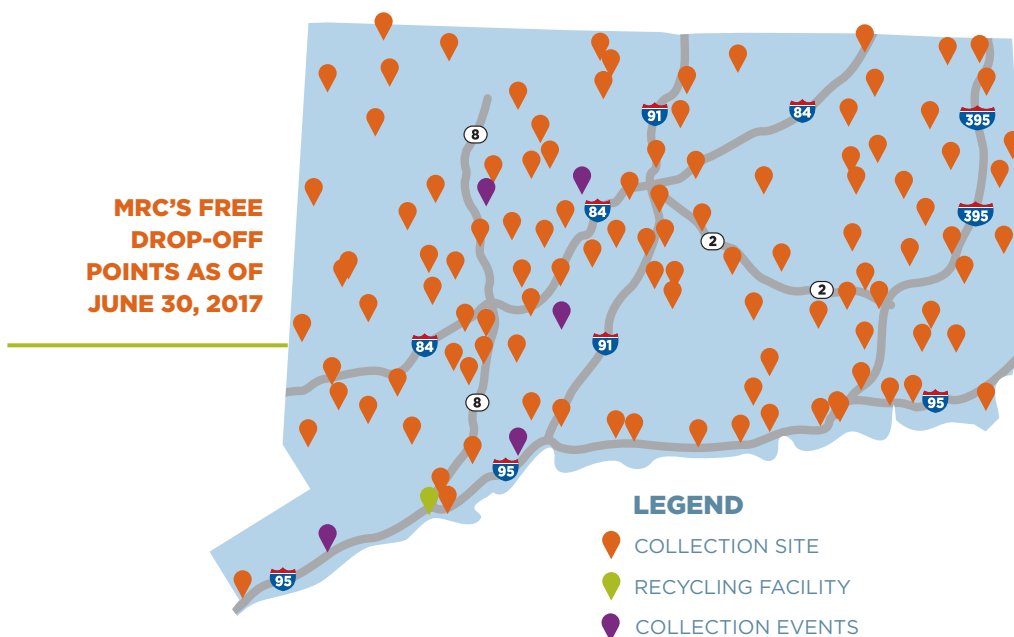 MRC'S FREE
DROP-OFF
POINTS AS OF
JUNE 30, 2017
8
91
84
395
84
395
2
2
84
91
8
95
95
95
LEGEND
COLLECTION SITE
RECYCLING FACILITY
COLLECTION EVENTS